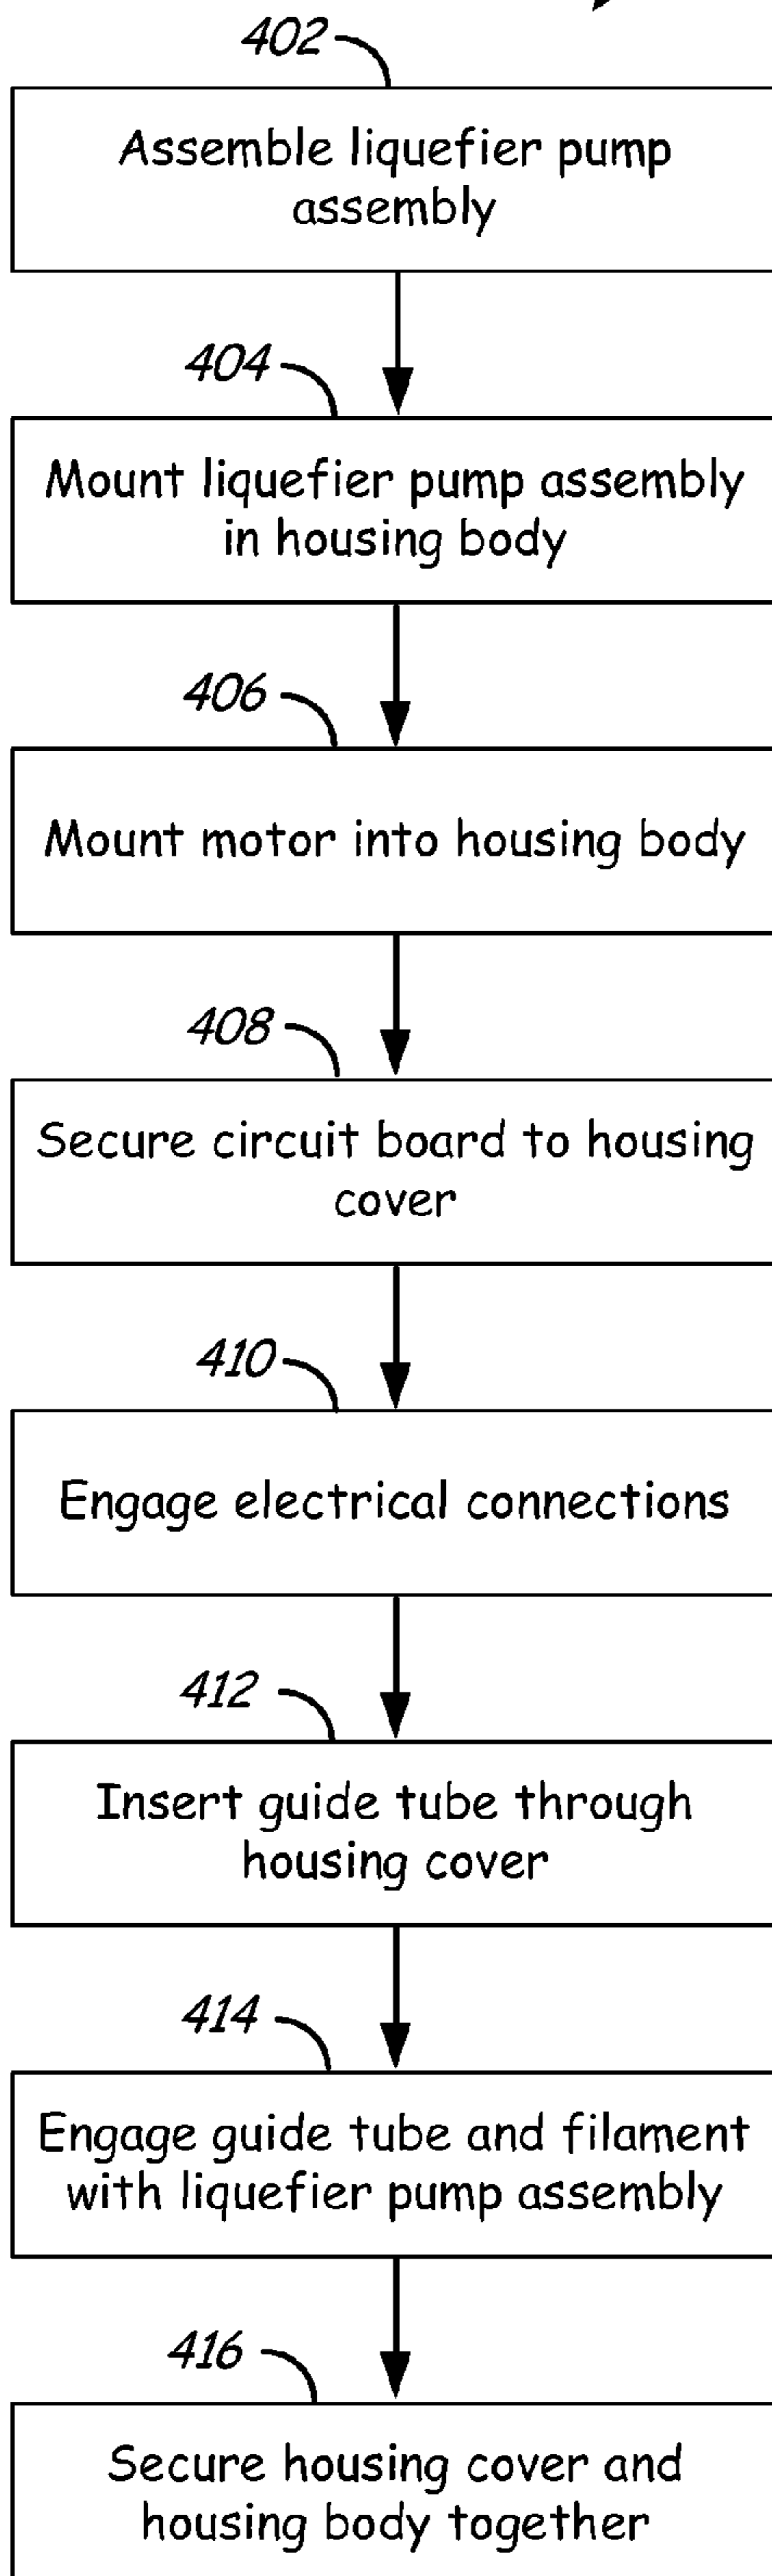 402
Assemble liquefier pump
assembly
404
Mount liquefier pump assembly
in housing body
406
Mount motor into housing body
408
Secure circuit board to housing
cover
410
Engage electrical connections
412
Insert guide tube through
housing cover
414
Engage guide tube and filament
with liquefier pump assembly
416
Secure housing cover and
housing body together